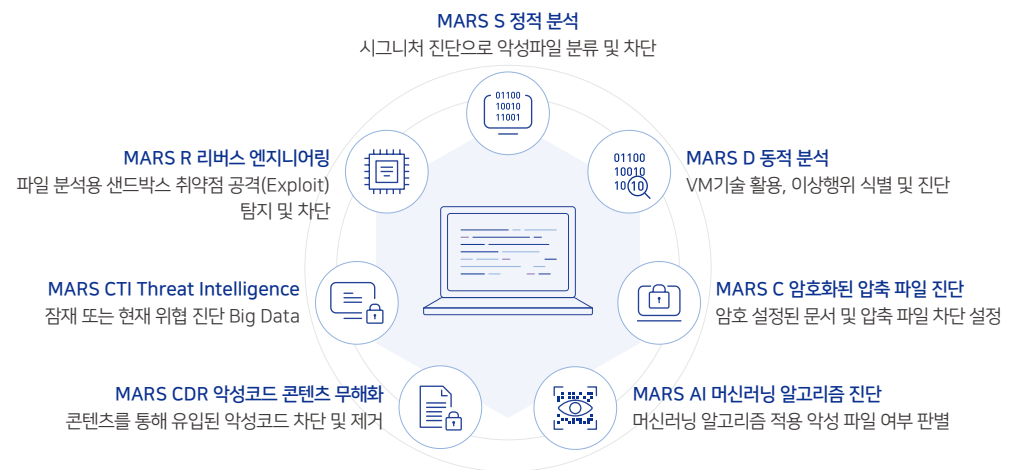 MARS S 정적 분석
시그니처 진단으로 악성파일 분류 및 차단
01100
10010
11001
MARS R 리버스 엔지니어링
파일 분석용 샌드박스 취약점 공격(Exploit)
탐지 및 차단
01100
10010
10 10
MARS D 동적 분석
VM기술 활용, 이상행위 식별 및 진단
MARS CTI Threat Intelligence
잠재 또는 현재 위협 진단 Big Data
MARS C 암호화된 압축 파일 진단
암호 설정된 문서 및 압축 파일 차단 설정
MARS CDR 악성코드 콘텐츠 무해화
콘텐츠를 통해 유입된 악성코드 차단 및 제거
MARS AI 머신러닝 알고리즘 진단
머신러닝 알고리즘 적용 악성 파일 여부 판별